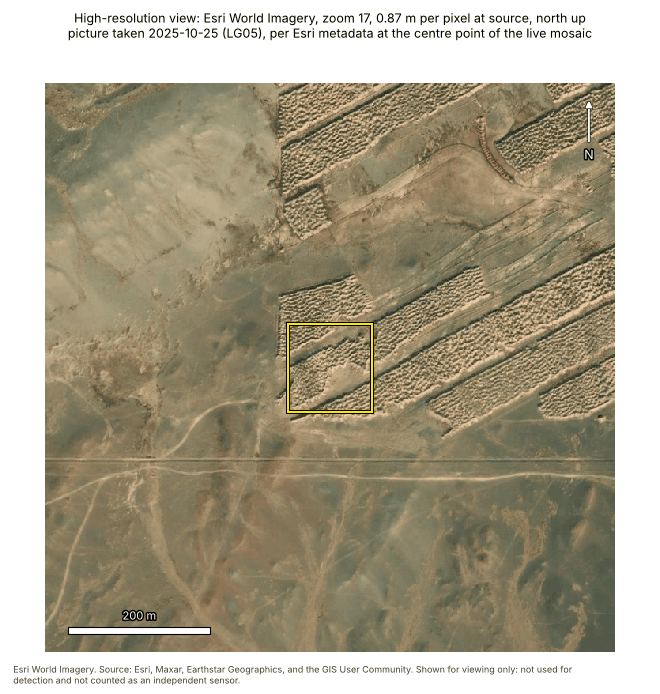 High-resolution view: Esri World Imagery, zoom 17, 0.87 m per pixel at source, north up
picture taken 2025-10-25 (LG05), per Esri metadata at the centre point of the live mosaic
N
200 m
Esri World Imagery. Source: Esri, Maxar, Earthstar Geographics, and the GIS User Community. Shown for viewing only: not used for
detection and not counted as an independent sensor.